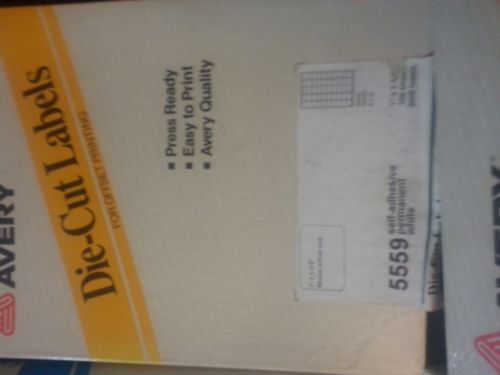 AVERY
Die-Cut Labels
FOR OFFSET PRINTING
Press Ready
Easy to Print
Avery Quality
5559
self-adhesive
permanent
white
AVERY